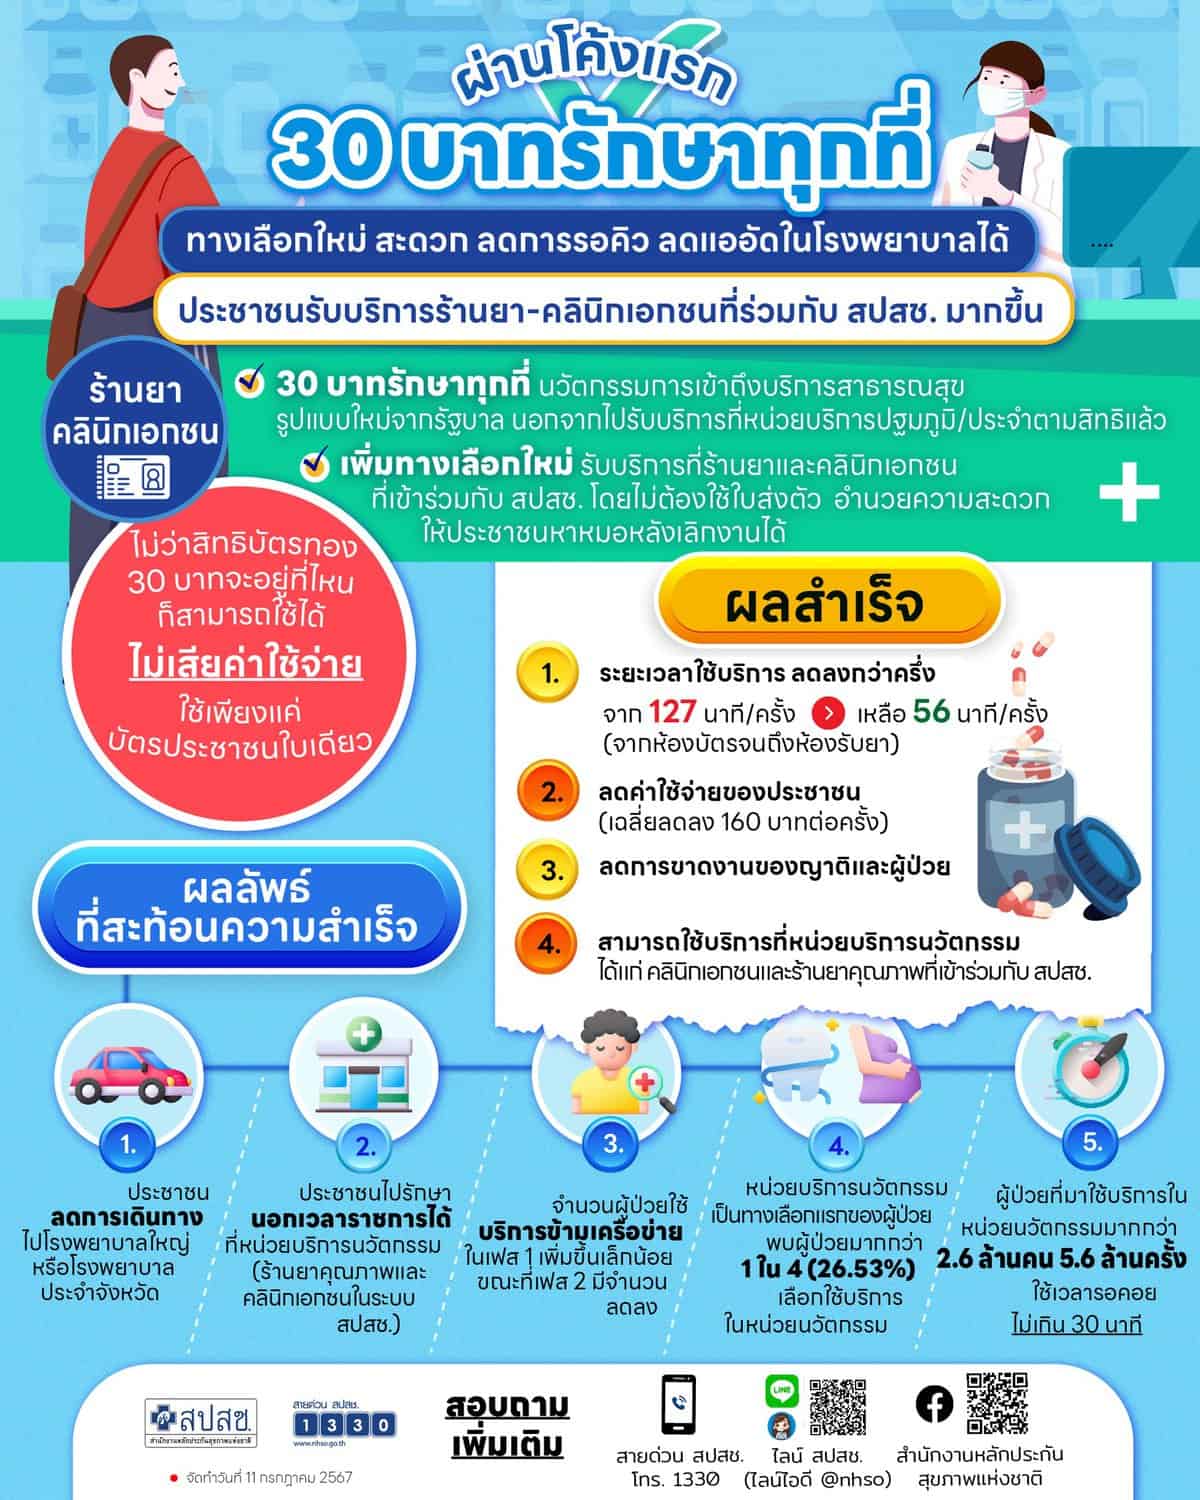 ผ่านโค้งแรก
30 บาทรักษาทุกที่
ทางเลือกใหม่ สะดวก ลดการรอคิว ลดแออัดในโรงพยาบาลได้
ประชาชนรับบริการร้านยา-คลินิกเอกชนที่ร่วมกับ สปสช. มากขึ้น
ร้านยา
คลินิกเอกชน
30 บาทรักษาทุกที่ นวัตกรรมการเข้าถึงบริการสาธารณสุข
รูปแบบใหม่จากรัฐบาล นอกจากไปรับบริการที่หน่วยบริการปฐมภูมิ/ประจำตามสิทธิแล้ว
เพิ่มทางเลือกใหม่ รับบริการที่ร้านยาและคลินิกเอกชน
ที่เข้าร่วมกับ สปสช. โดยไม่ต้องใช้ใบส่งตัว อำนวยความสะดวก
ให้ประชาชนหาหมอหลังเลิกงานได้
ไม่ว่าสิทธิบัตรทอง
30 บาทจะอยู่ที่ไหน
ก็สามารถใช้ได้
ไม่เสียค่าใช้จ่าย
ใช้เพียงแค่
บัตรประชาชนใบเดียว
ผลสำเร็จ
1. ระยะเวลาใช้บริการ ลดลงกว่าครึ่ง
จาก 127 นาที/ครั้ง > เหลือ 56 นาที/ครั้ง
(จากห้องบัตรจนถึงห้องรับยา)
2. ลดค่าใช้จ่ายของประชาชน
(เฉลี่ยลดลง 160 บาทต่อครั้ง)
3. ลดการขาดงานของญาติและผู้ป่วย
4. สามารถใช้บริการที่หน่วยบริการนวัตกรรม
ได้แก่ คลินิกเอกชนและร้านยาคุณภาพที่เข้าร่วมกับ สปสช.
ผลลัพธ์
ที่สะท้อนความสำเร็จ
1.
ประชาชน
ลดการเดินทาง
ไปโรงพยาบาลใหญ่
หรือโรงพยาบาล
ประจำจังหวัด
2.
ประชาชนไปรักษา
นอกเวลาราชการได้
ที่หน่วยบริการนวัตกรรม
(ร้านยาคุณภาพและ
คลินิกเอกชนในระบบ
สปสช.)
3.
จำนวนผู้ป่วยใช้
บริการข้ามเครือข่าย
ในเฟส 1 เพิ่มขึ้นเล็กน้อย
ขณะที่เฟส 2 มีจำนวน
ลดลง
4.
หน่วยบริการนวัตกรรม
เป็นทางเลือกแรกของผู้ป่วย
พบผู้ป่วยมากกว่า
1 ใน 4 (26.53%)
เลือกใช้บริการ
ในหน่วยนวัตกรรม
5.
ผู้ป่วยที่มาใช้บริการใน
หน่วยนวัตกรรมมากกว่า
2.6 ล้านคน 5.6 ล้านครั้ง
ใช้เวลารอคอย
ไม่เกิน 30 นาที
สปสช.
สำนักงานหลักประกันสุขภาพแห่งชาติ
สายด่วน สปสช.
1330
www.nhso.go.th
จัดทำวันที่ 11 กรกฎาคม 2567
สอบถาม
เพิ่มเติม
สายด่วน สปสช.
โทร. 1330
LINE
ไลน์ สปสช.
(ไลน์ไอดี @nhso)
สำนักงานหลักประกัน
สุขภาพแห่งชาติ